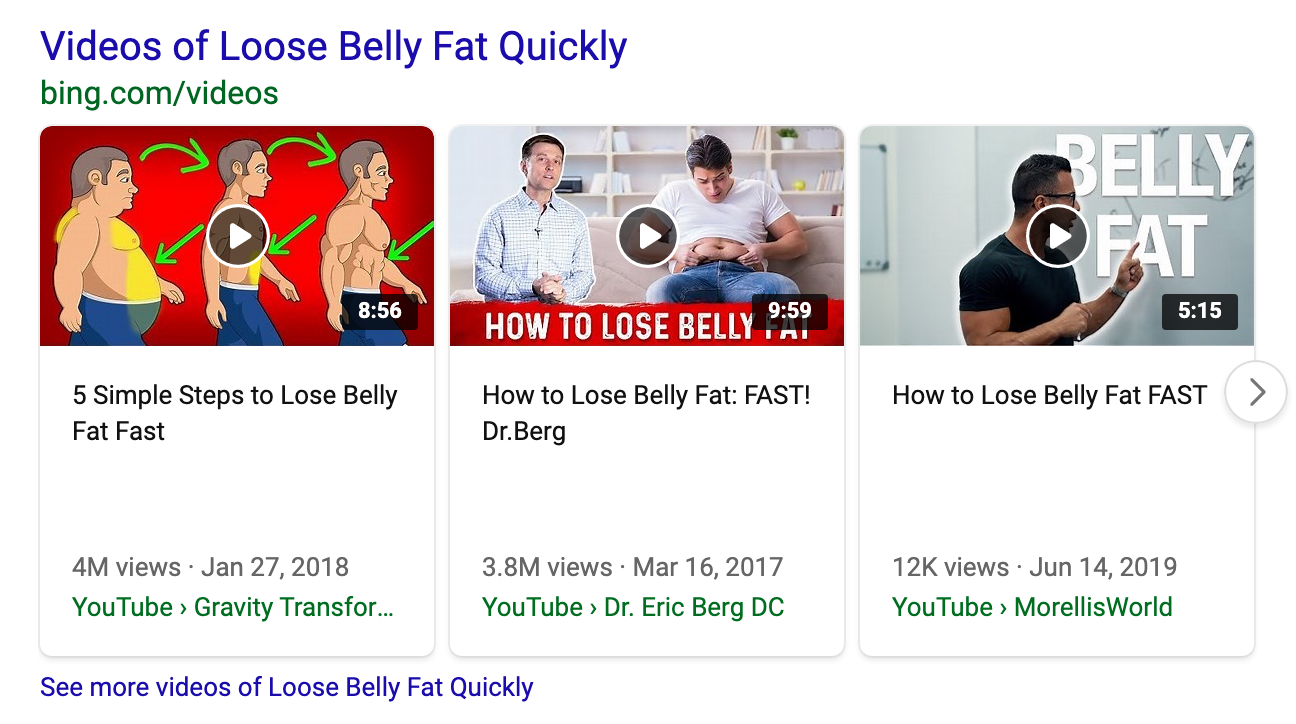 Videos of Loose Belly Fat Quickly
bing.com/videos
8:56
HOW TO LOSE BELLY FAT
9:59
BELLY
FAT
5:15
5 Simple Steps to Lose Belly
Fat Fast
4M views · Jan 27, 2018
YouTube › Gravity Transfor...
How to Lose Belly Fat: FAST!
Dr.Berg
3.8M views · Mar 16, 2017
YouTube › Dr. Eric Berg DC
How to Lose Belly Fat FAST
12K views · Jun 14, 2019
YouTube › MorellisWorld
See more videos of Loose Belly Fat Quickly